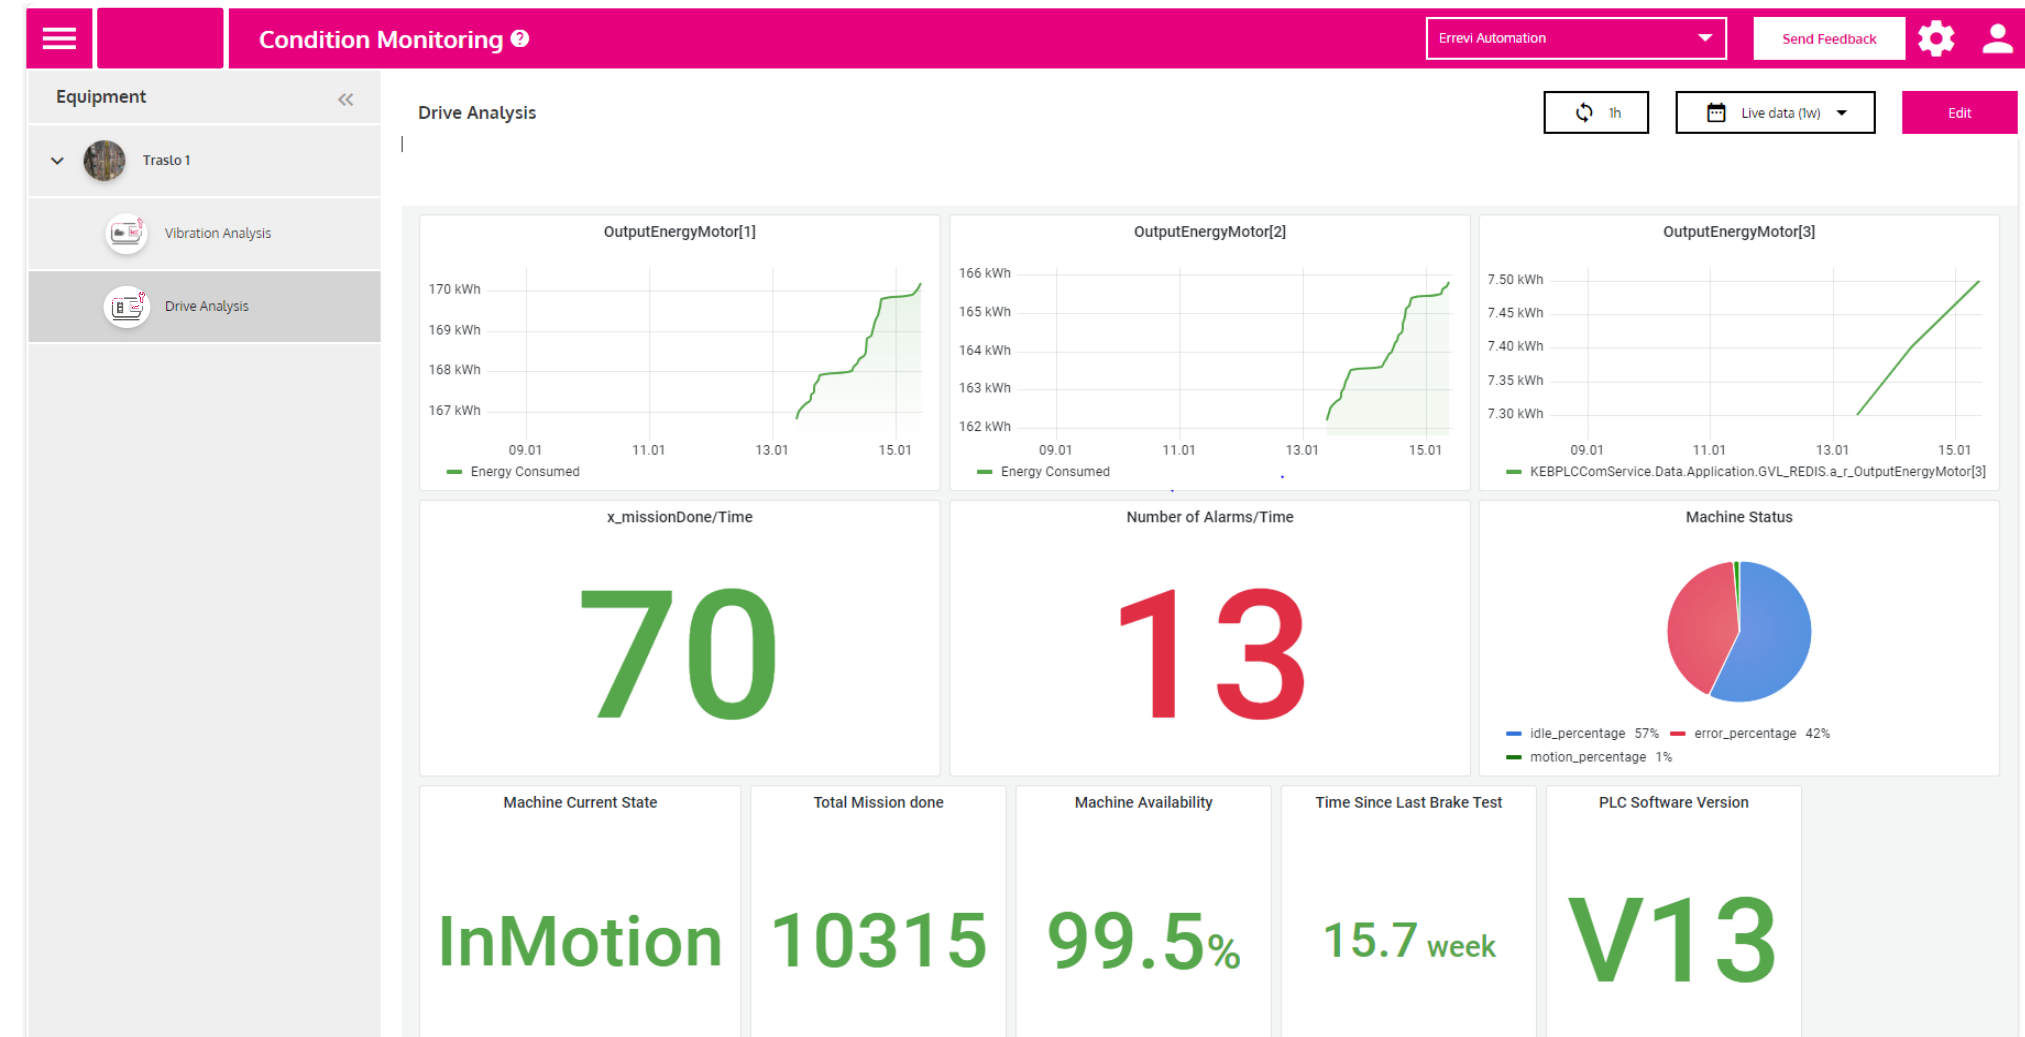 Condition Monitoring ?
Errevi Automation
Send Feedback
Equipment
Traslo 1
Vibration Analysis
Drive Analysis
Drive Analysis
1h
Live data (1w)
Edit
OutputEnergyMotor[1]
170 kWh
169 kWh
168 kWh
167 kWh
09.01 11.01 13.01 15.01
Energy Consumed
OutputEnergyMotor[2]
166 kWh
165 kWh
164 kWh
163 kWh
162 kWh
09.01 11.01 13.01 15.01
Energy Consumed
OutputEnergyMotor[3]
7.50 kWh
7.45 kWh
7.40 kWh
7.35 kWh
7.30 kWh
09.01 11.01 13.01 15.01
KEBPLCComService.Data.Application.GVL_REDIS.a_r_OutputEnergyMotor[3]
x_missionDone/Time
70
Number of Alarms/Time
13
Machine Status
idle_percentage 57% error_percentage 42%
motion_percentage 1%
Machine Current State
InMotion
Total Mission done
10315
Machine Availability
99.5%
Time Since Last Brake Test
15.7 week
PLC Software Version
V13